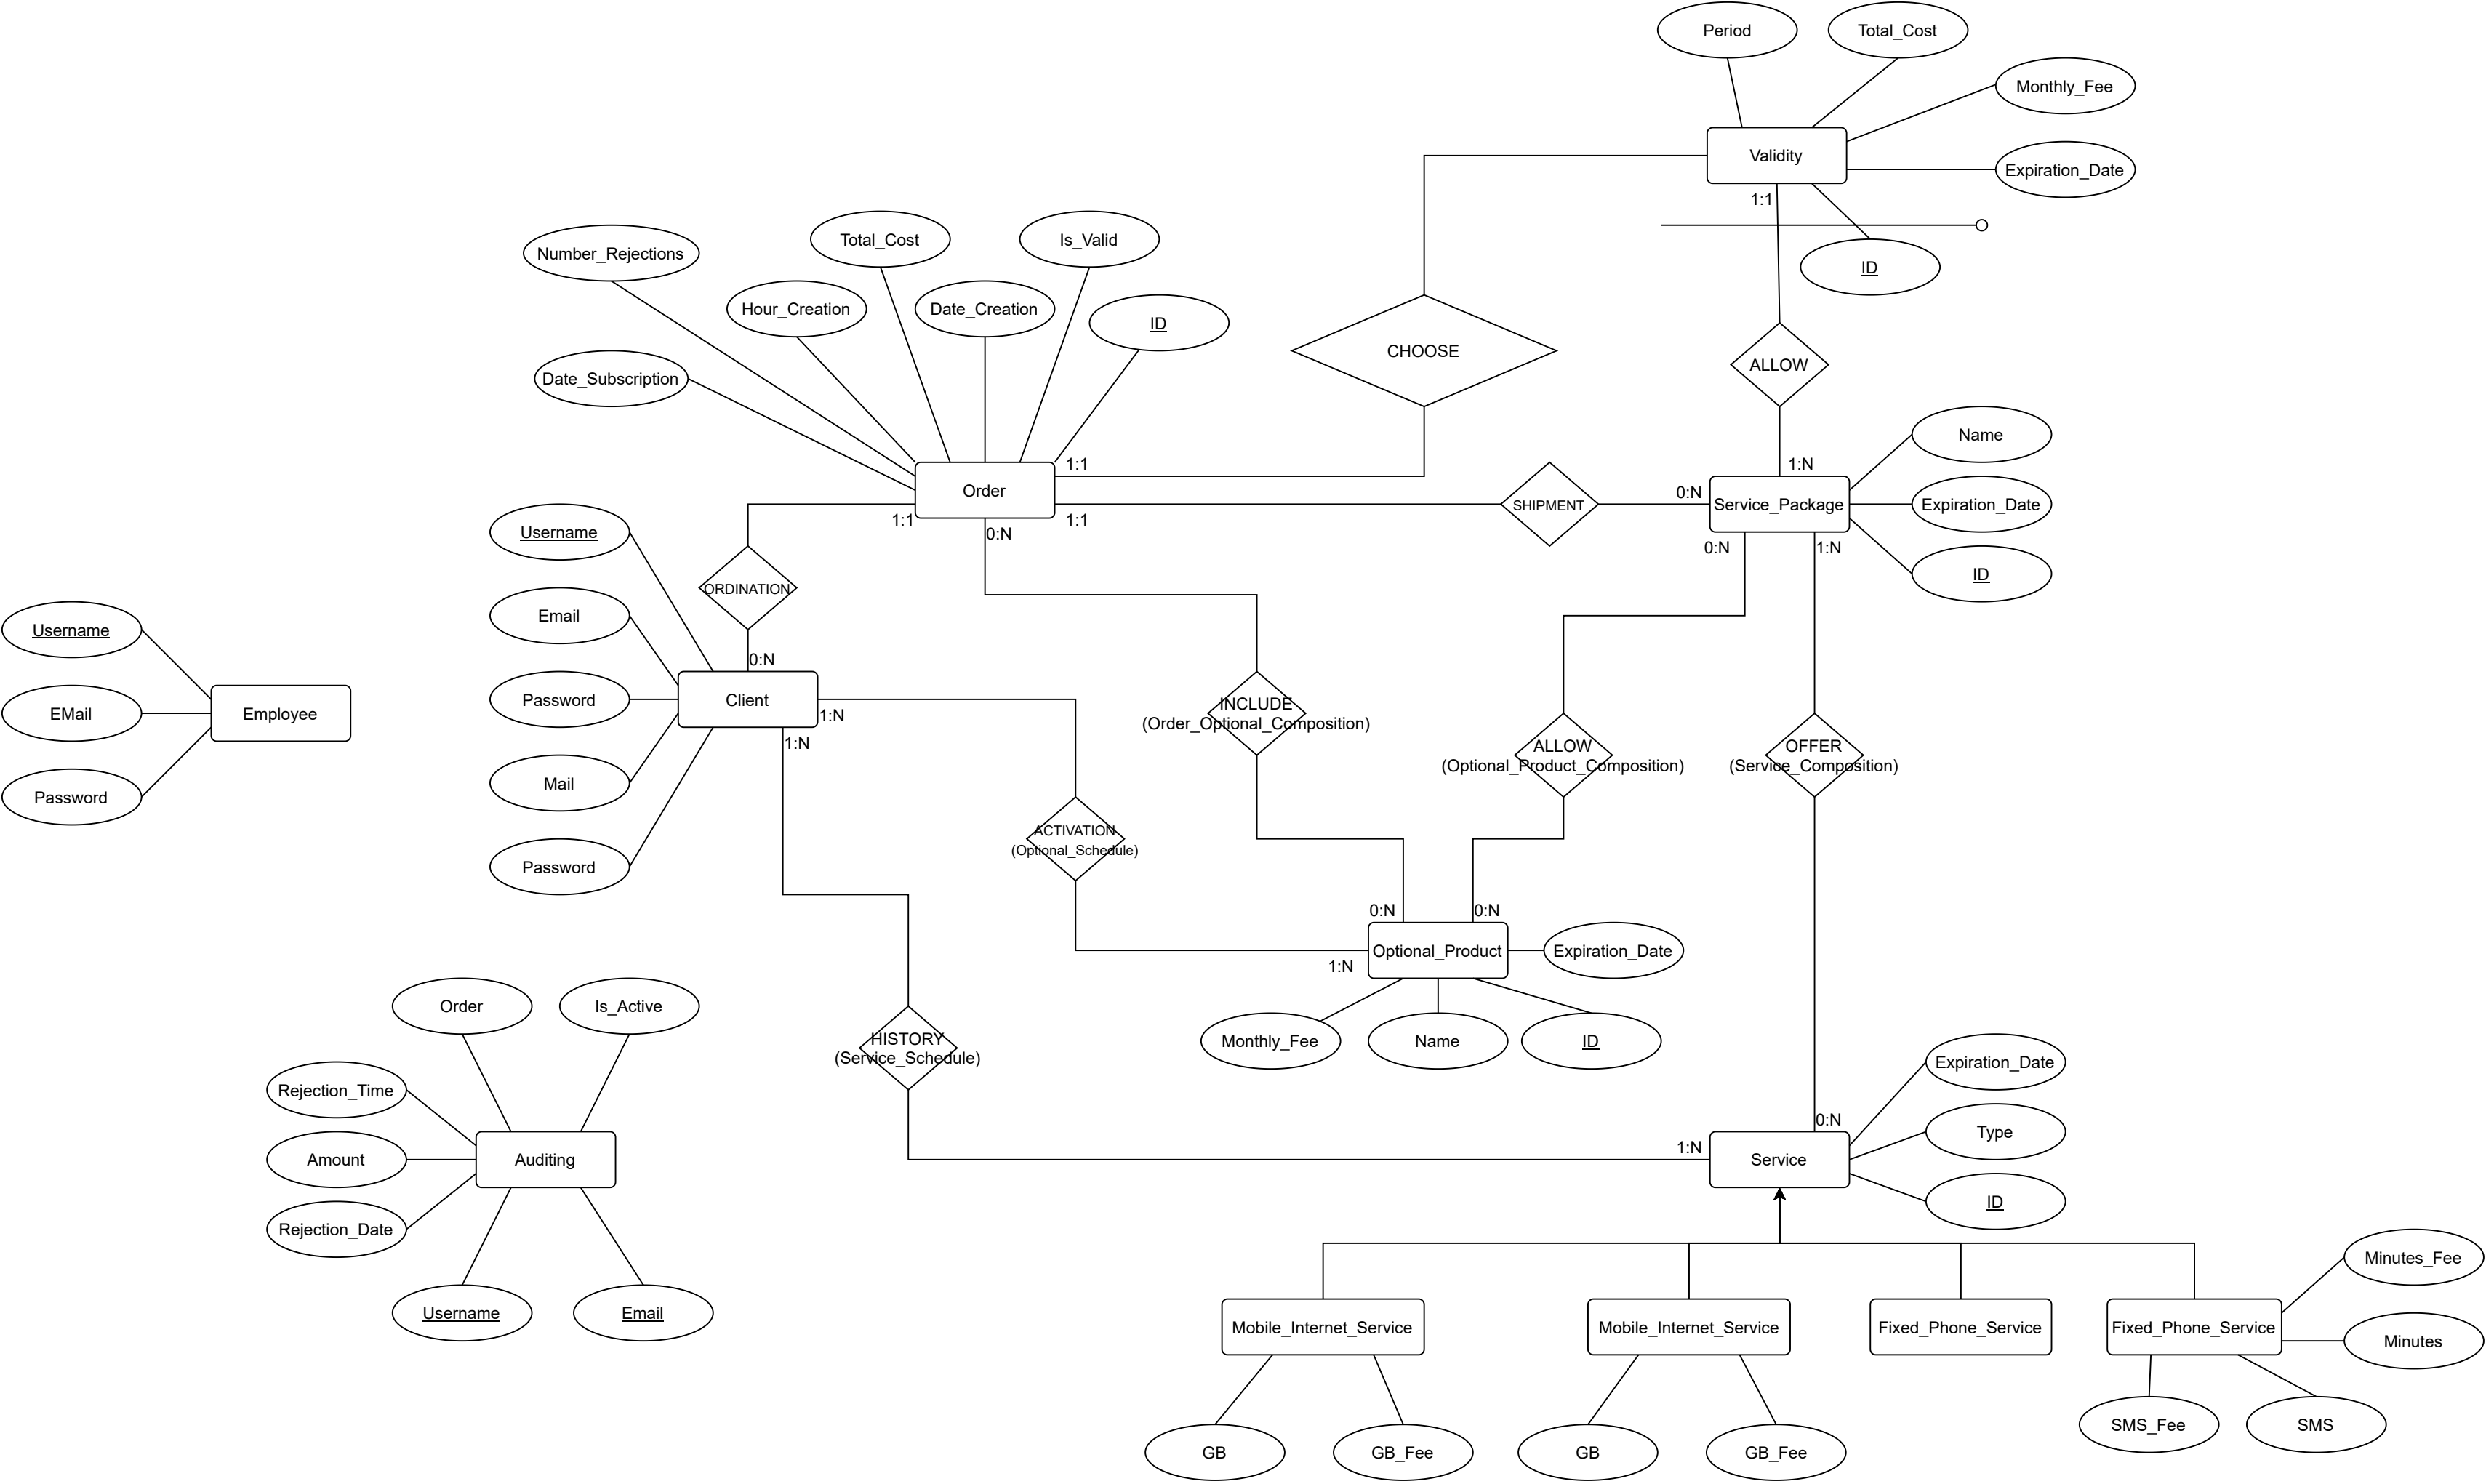 Period
Total_Cost
Monthly_Fee
Validity
Expiration_Date
1:1
ID
Number_Rejections
Total_Cost
Is_Valid
Hour_Creation
Date_Creation
ID
Date_Subscription
CHOOSE
ALLOW
Name
1:1
1:N
Order
0:N
Service_Package
Expiration_Date
SHIPMENT
1:1
1:1
0:N
0:N
1:N
ID
Username
ORDINATION
Email
0:N
Username
EMail
Password
Employee
Password
Client
1:N
1:N
Mail
Password
INCLUDE
(Order_Optional_Composition)
ALLOW
(Optional_Product_Composition)
OFFER
(Service_Composition)
ACTIVATION
(Optional_Schedule)
0:N
0:N
Optional_Product
Expiration_Date
1:N
Monthly_Fee
Name
ID
HISTORY
(Service_Schedule)
Order
Is_Active
Rejection_Time
Amount
Auditing
Rejection_Date
Username
Email
0:N
1:N
Service
Expiration_Date
Type
ID
Mobile_Internet_Service
Mobile_Internet_Service
Fixed_Phone_Service
Fixed_Phone_Service
Minutes_Fee
Minutes
GB
GB_Fee
GB
GB_Fee
SMS_Fee
SMS